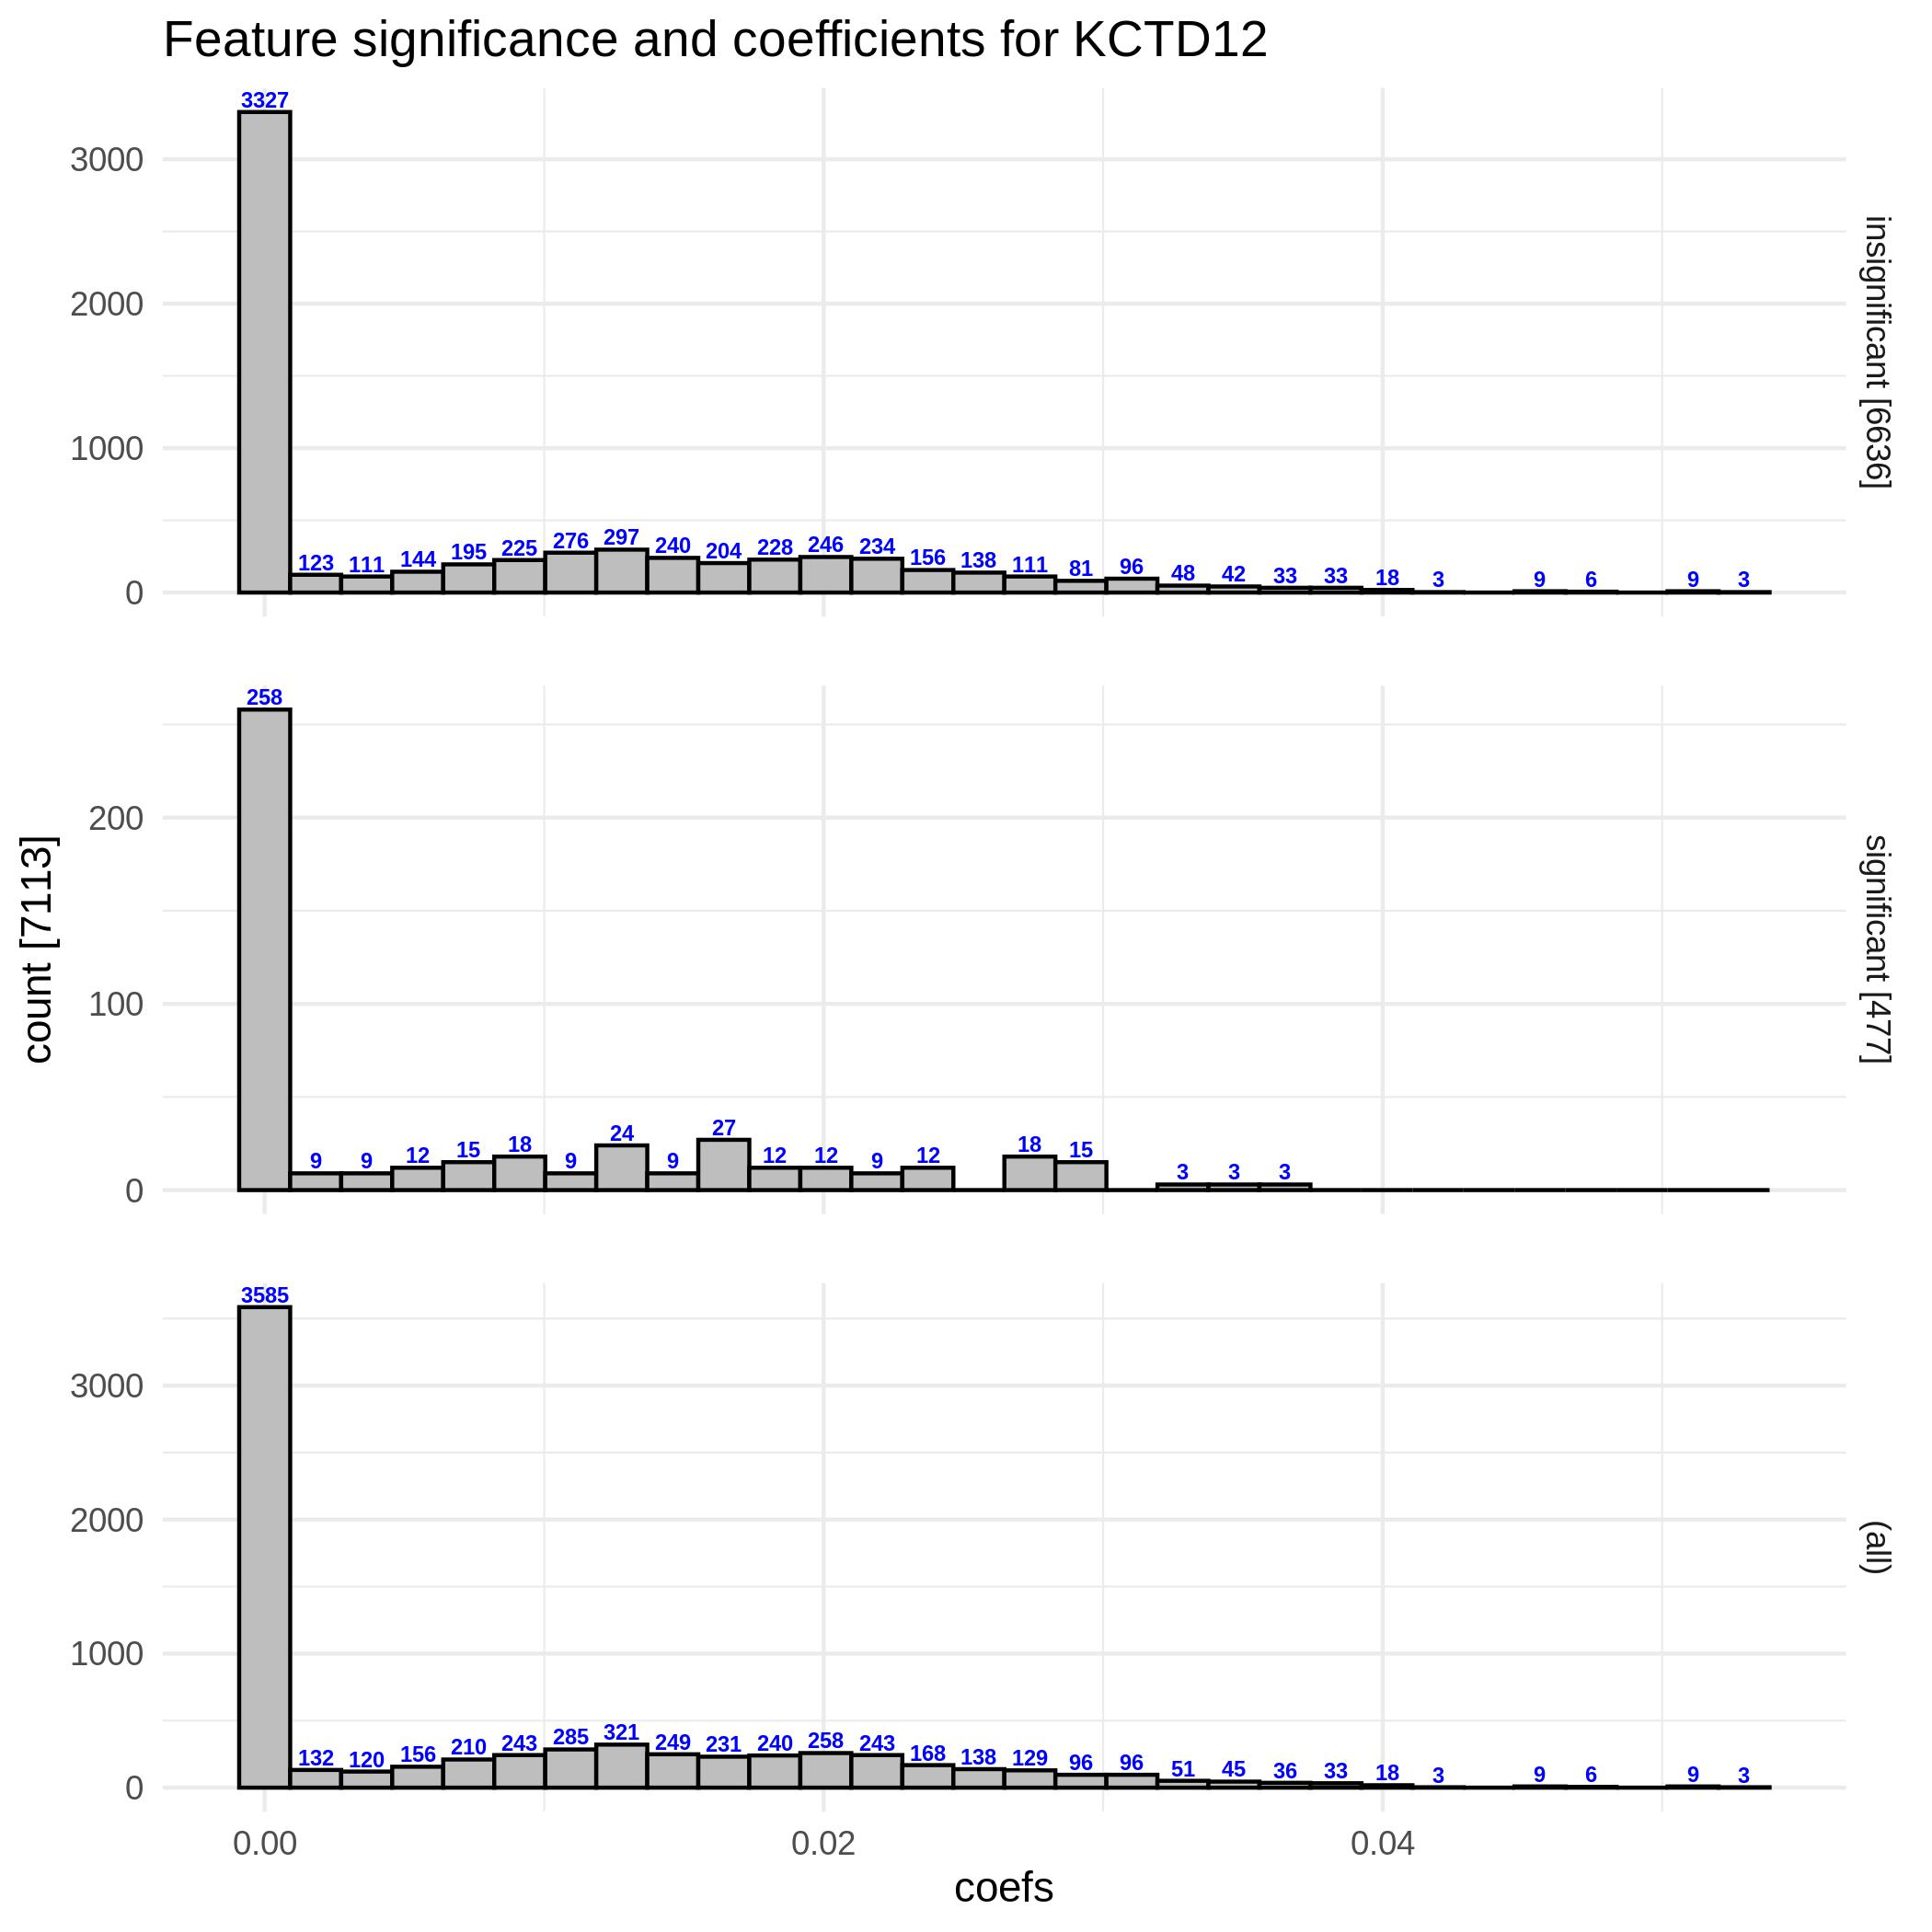 Feature significance and coefficients for KCTD12
3327
3000
2000
1000
0
123 111 144 195 225 276 297 240 204 228 246 234 156 138 111 81 96 48 42 33 33 18 3 9 6 9 3
insignificant [6636]
258
200
100
0
9 9 12 15 18 9 24 9 27 12 12 9 12 18 15 3 3 3
significant [477]
count [7113]
3585
3000
2000
1000
0
132 120 156 210 243 285 321 249 231 240 258 243 168 138 129 96 96 51 45 36 33 18 3 9 6 9 3
(all)
0.00 0.02 0.04
coefs